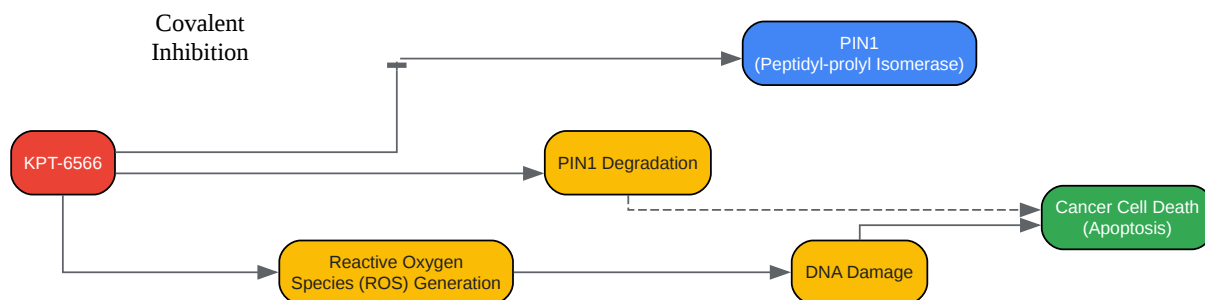 Covalent
Inhibition
PIN1
(Peptidyl-prolyl Isomerase)
KPT-6566
PIN1 Degradation
Cancer Cell Death
(Apoptosis)
Reactive Oxygen
Species (ROS) Generation
DNA Damage